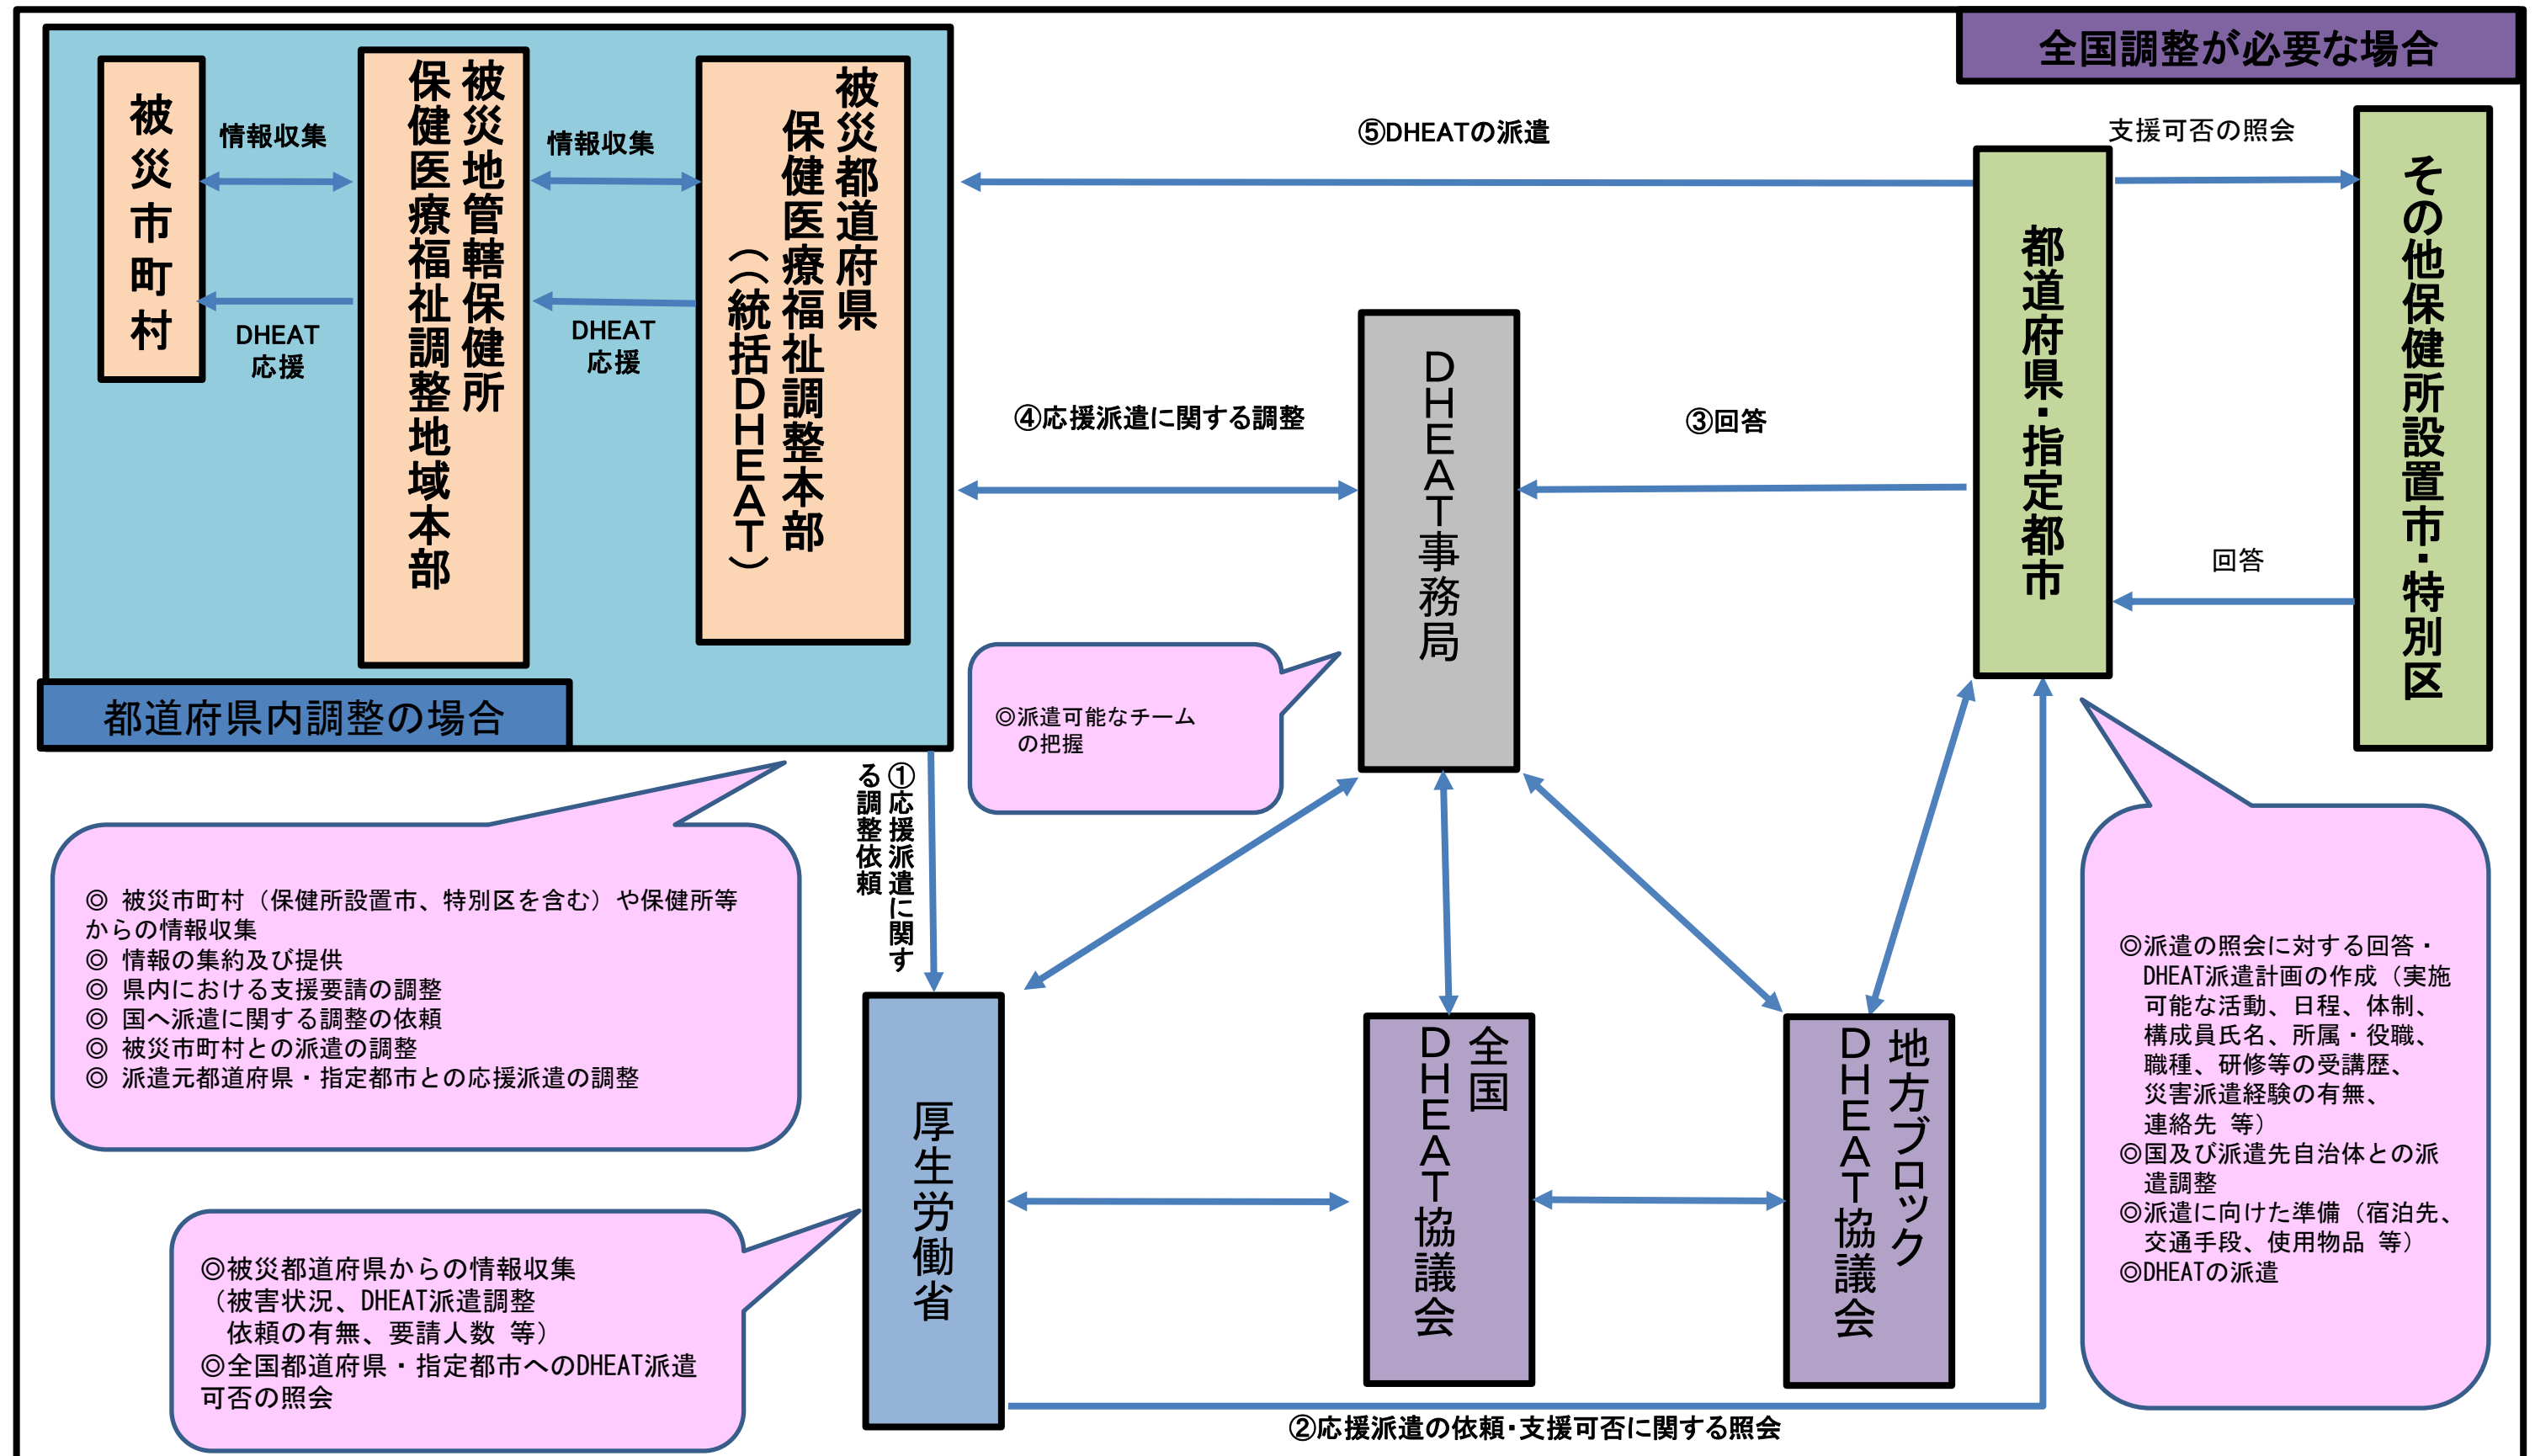 全国調整が必要な場合
被災市町村
情報収集
DHEAT
応援
被災地管轄保健所
保健医療福祉調整地域本部
情報収集
DHEAT
応援
被災都道府県
保健医療福祉調整本部
（（統括ＤＨＥＡＴ）
都道府県内調整の場合
⑤DHEATの派遣
支援可否の照会
都道府県・指定都市
その他保健所設置市・特別区
回答
④応援派遣に関する調整
ＤＨＥＡＴ事務局
③回答
◎派遣可能なチーム
の把握
①応援派遣に関す
る調整依頼
◎ 被災市町村（保健所設置市、特別区を含む）や保健所等
からの情報収集
◎ 情報の集約及び提供
◎ 県内における支援要請の調整
◎ 国へ派遣に関する調整の依頼
◎ 被災市町村との派遣の調整
◎ 派遣元都道府県・指定都市との応援派遣の調整
◎派遣の照会に対する回答・
DHEAT派遣計画の作成（実施
可能な活動、日程、体制、
構成員氏名、所属・役職、
職種、研修等の受講歴、
災害派遣経験の有無、
連絡先 等）
◎国及び派遣先自治体との派
遣調整
◎派遣に向けた準備（宿泊先、
交通手段、使用物品 等）
◎DHEATの派遣
厚生労働省
全国
ＤＨＥＡＴ協議会
地方ブロック
ＤＨＥＡＴ協議会
◎被災都道府県からの情報収集
（被害状況、DHEAT派遣調整
依頼の有無、要請人数 等）
◎全国都道府県・指定都市へのDHEAT派遣
可否の照会
②応援派遣の依頼・支援可否に関する照会